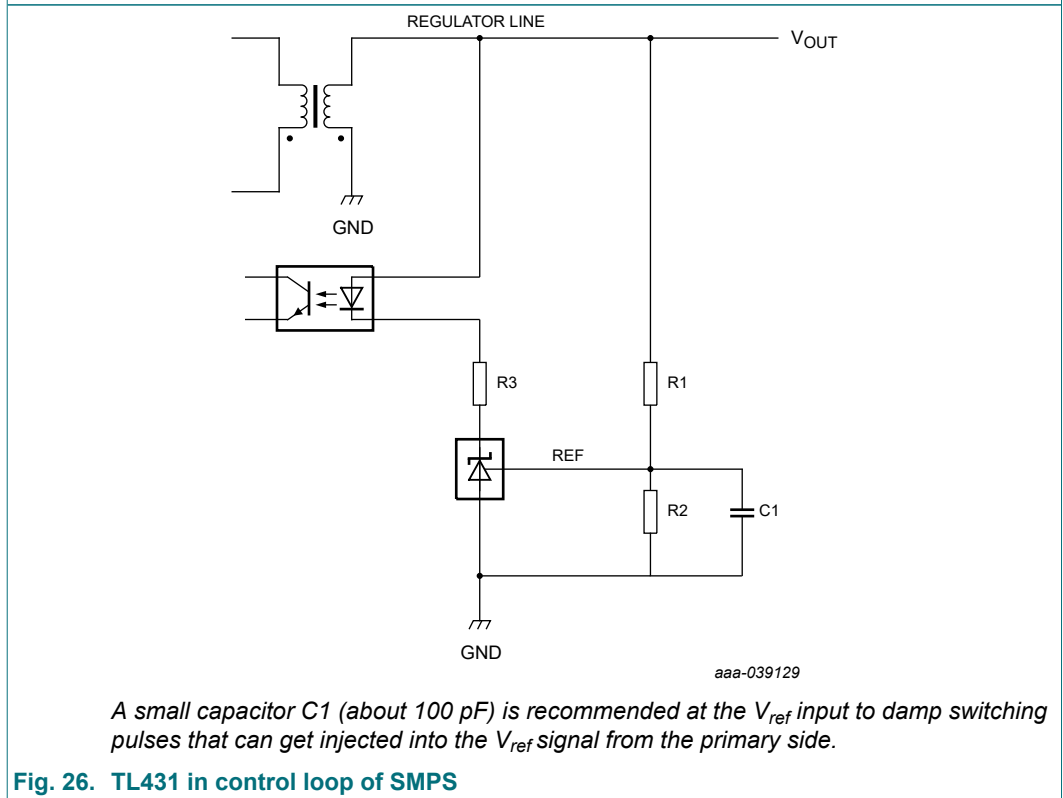 REGULATOR LINE
VOUT
GND
R3
R1
REF
R2
C1
GND
aaa-039129
A small capacitor C1 (about 100 pF) is recommended at the Vref input to damp switching
pulses that can get injected into the Vref signal from the primary side.
Fig. 26. TL431 in control loop of SMPS